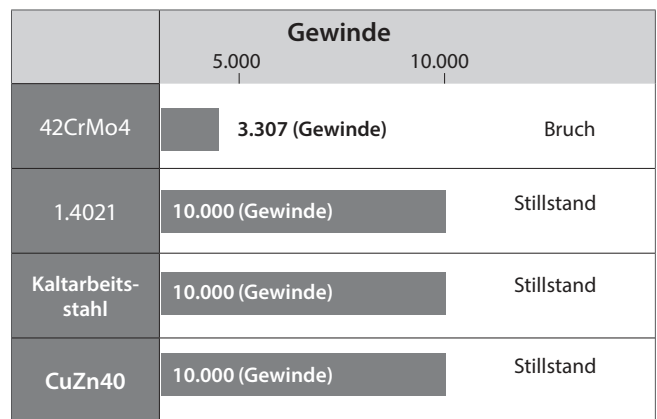 Gewinde
5.000 10.000
42CrMo4 3.307 (Gewinde) Bruch
1.4021 10.000 (Gewinde) Stillstand
Kaltarbeits-
stahl 10.000 (Gewinde) Stillstand
CuZn40 10.000 (Gewinde) Stillstand